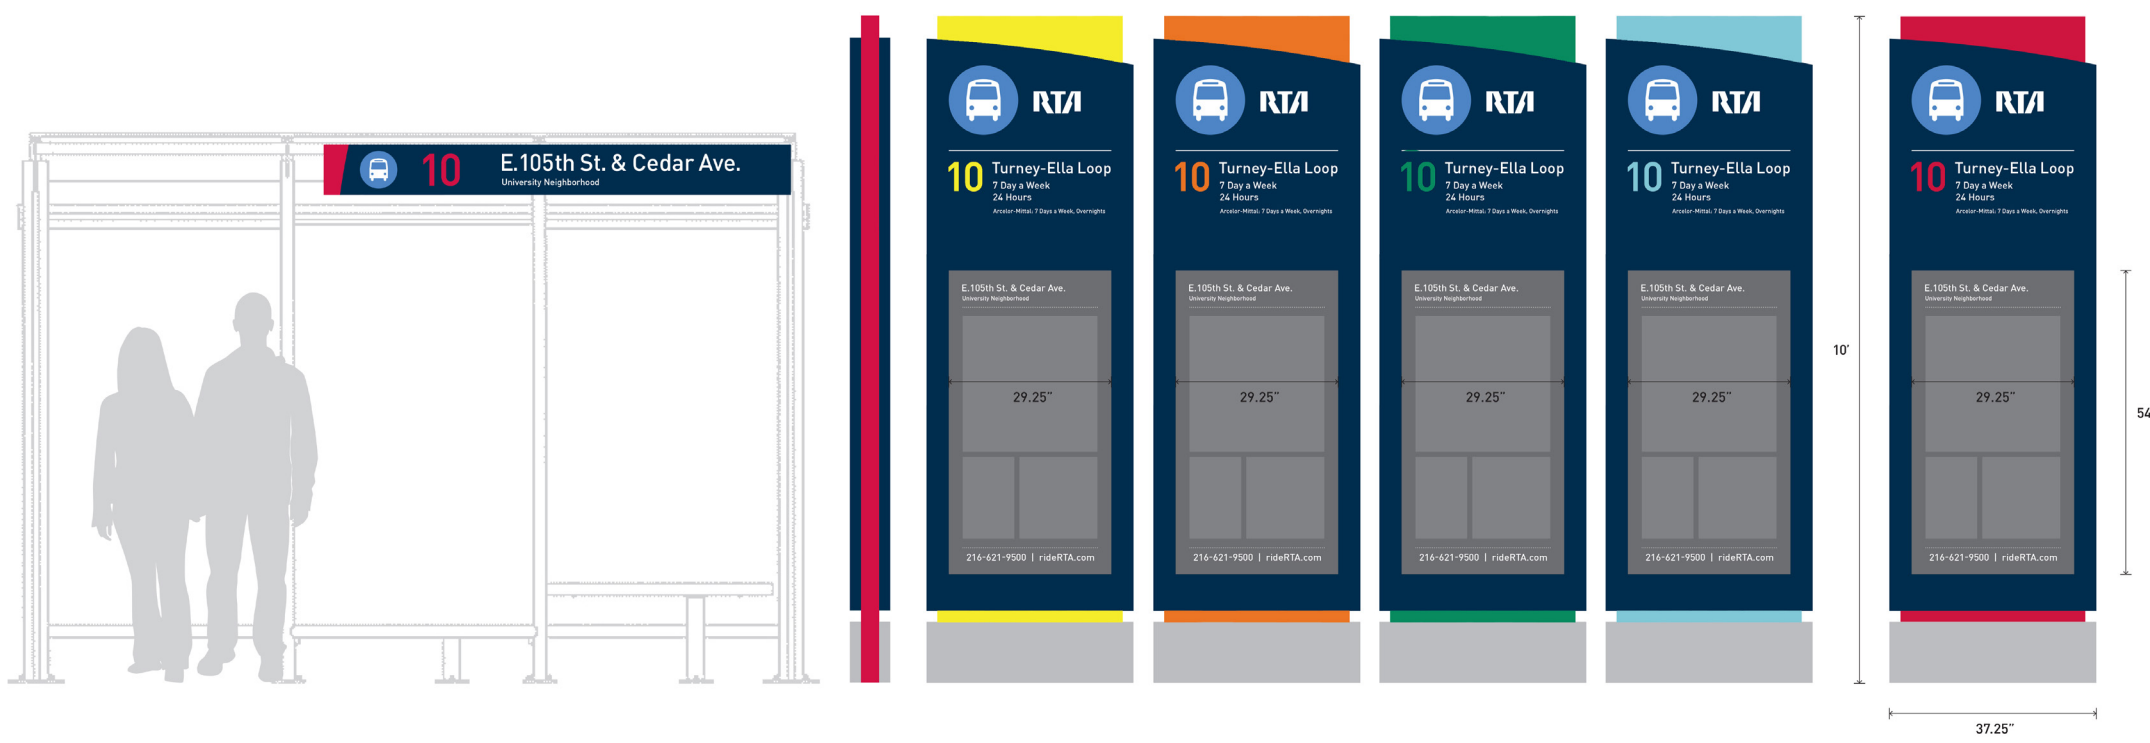 10
E.105th St. & Cedar Ave.
University Neighborhood
RTA
10
Turney-Ella Loop
7 Day a Week
24 Hours
Arcelor-Mittal: 7 Days a Week, Overnights
E.105th St. & Cedar Ave.
University Neighborhood
29.25"
216-621-9500 | rideRTA.com
RTA
10
Turney-Ella Loop
7 Day a Week
24 Hours
Arcelor-Mittal: 7 Days a Week, Overnights
E.105th St. & Cedar Ave.
University Neighborhood
29.25"
216-621-9500 | rideRTA.com
RTA
10
Turney-Ella Loop
7 Day a Week
24 Hours
Arcelor-Mittal: 7 Days a Week, Overnights
E.105th St. & Cedar Ave.
University Neighborhood
29.25"
216-621-9500 | rideRTA.com
RTA
10
Turney-Ella Loop
7 Day a Week
24 Hours
Arcelor-Mittal: 7 Days a Week, Overnights
E.105th St. & Cedar Ave.
University Neighborhood
29.25"
216-621-9500 | rideRTA.com
10'
RTA
10
Turney-Ella Loop
7 Day a Week
24 Hours
Arcelor-Mittal: 7 Days a Week, Overnights
E.105th St. & Cedar Ave.
University Neighborhood
29.25"
216-621-9500 | rideRTA.com
54
37.25"